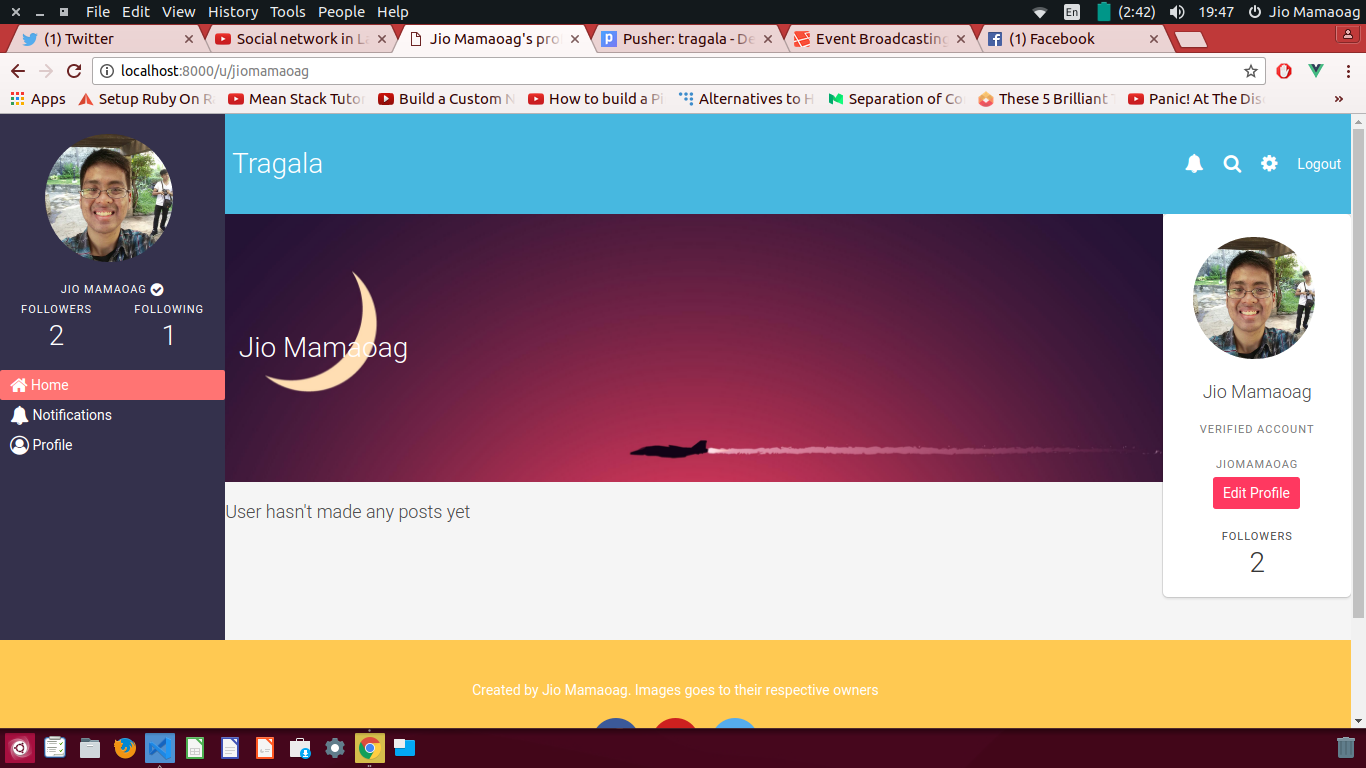 File Edit View History Tools People Help
En (2:42) 19:47 Jio Mamaoag
(1) Twitter
Social network in La
Jio Mamaoag's pro
Pusher: tragala - De
Event Broadcasting
(1) Facebook
localhost:8000/u/jiomamaoag
Apps
Setup Ruby On R
Mean Stack Tutor
Build a Custom N
How to build a Pi
Alternatives to H
Separation of Co
These 5 Brilliant
Panic! At The Disc
»
Tragala
Logout
JIO MAMAOAG
FOLLOWERS FOLLOWING
2 1
Home
Notifications
Profile
Jio Mamaoag
User hasn't made any posts yet
Jio Mamaoag
VERIFIED ACCOUNT
JIOMAMAOAG
Edit Profile
FOLLOWERS
2
Created by Jio Mamaoag. Images goes to their respective owners